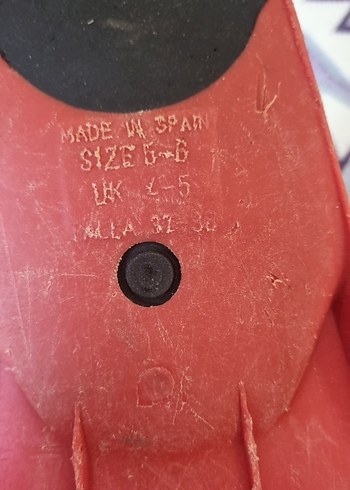 MADE IN SPAIN
SIZE 5-6
UK 4-5
TALLA 37-38